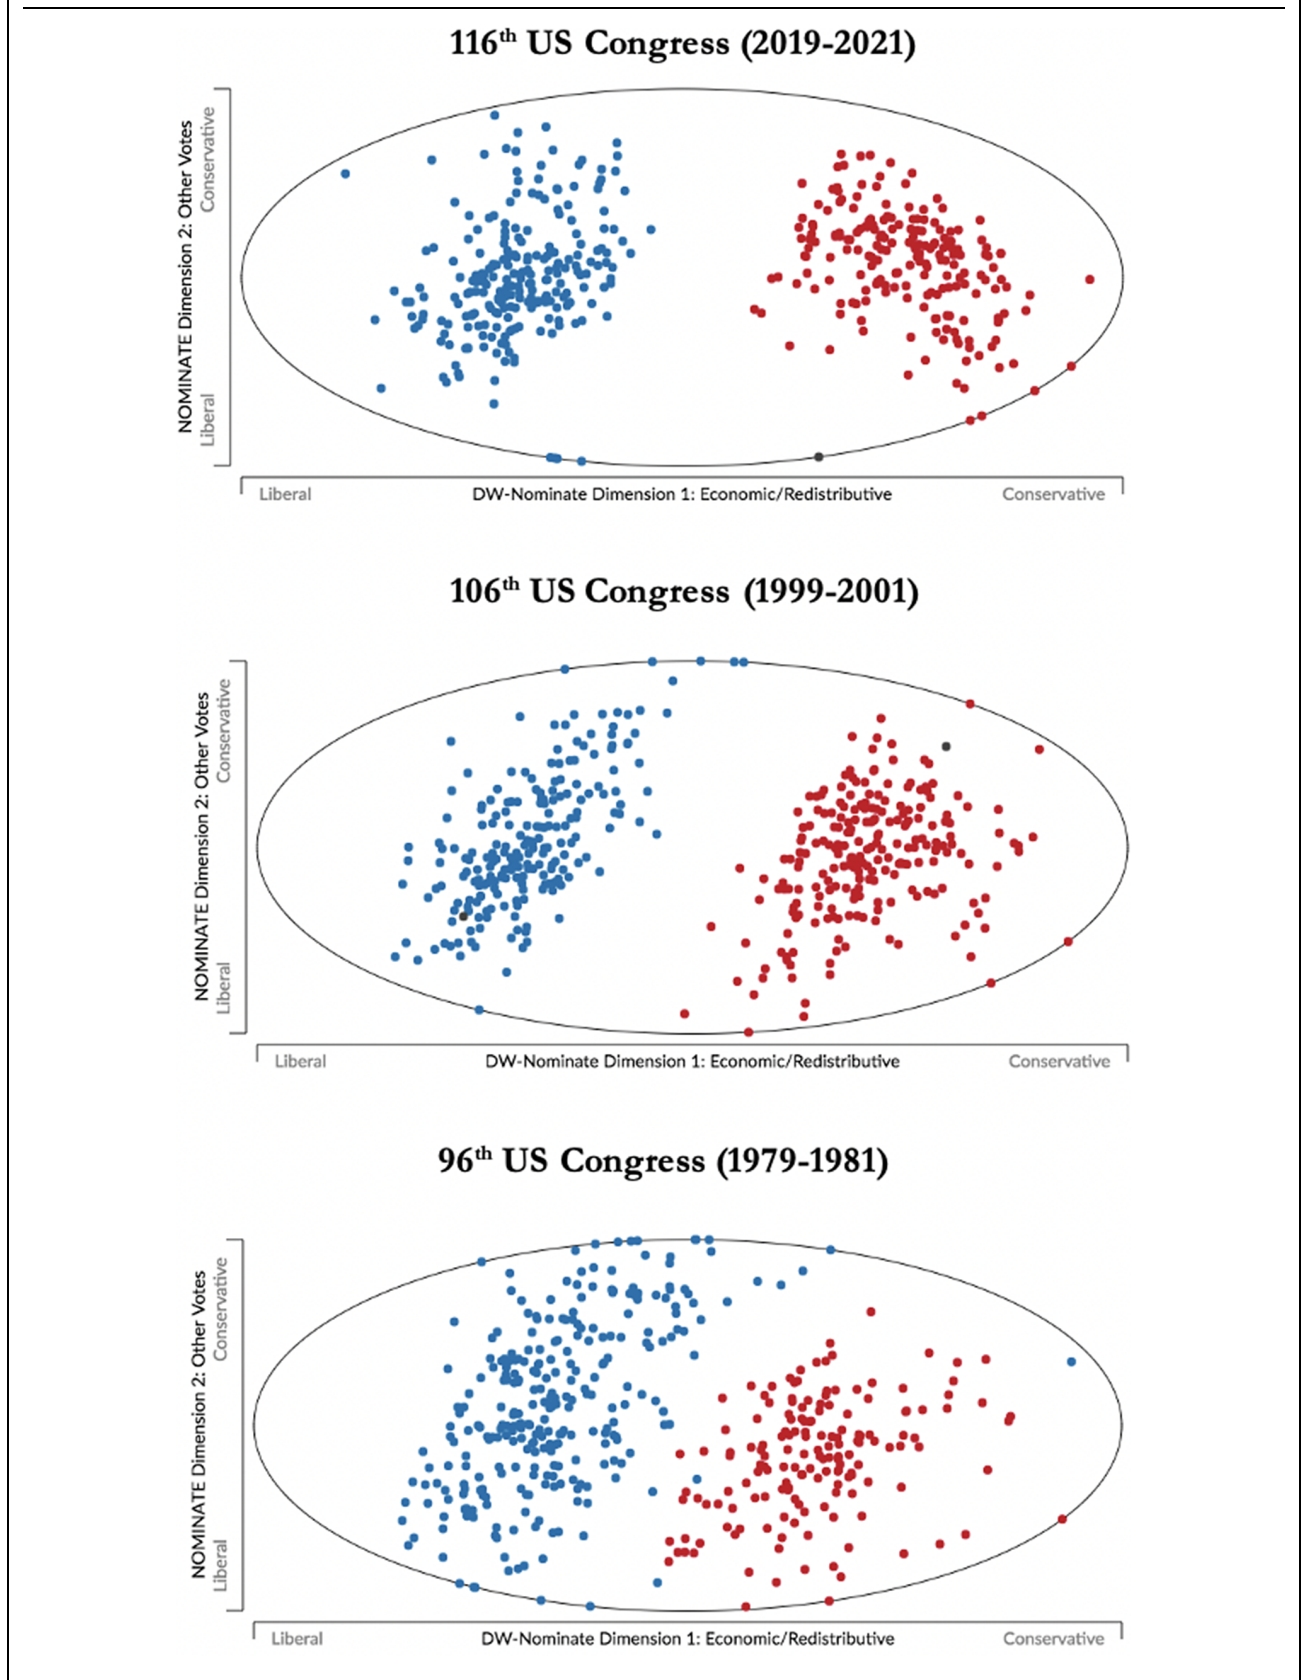 116th US Congress (2019-2021)
NOMINATE Dimension 2: Other Votes
Conservative
Liberal
Liberal
DW-Nominate Dimension 1: Economic/Redistributive
Conservative
106th US Congress (1999-2001)
NOMINATE Dimension 2: Other Votes
Conservative
Liberal
Liberal
DW-Nominate Dimension 1: Economic/Redistributive
Conservative
96th US Congress (1979-1981)
NOMINATE Dimension 2: Other Votes
Conservative
Liberal
Liberal
DW-Nominate Dimension 1: Economic/Redistributive
Conservative